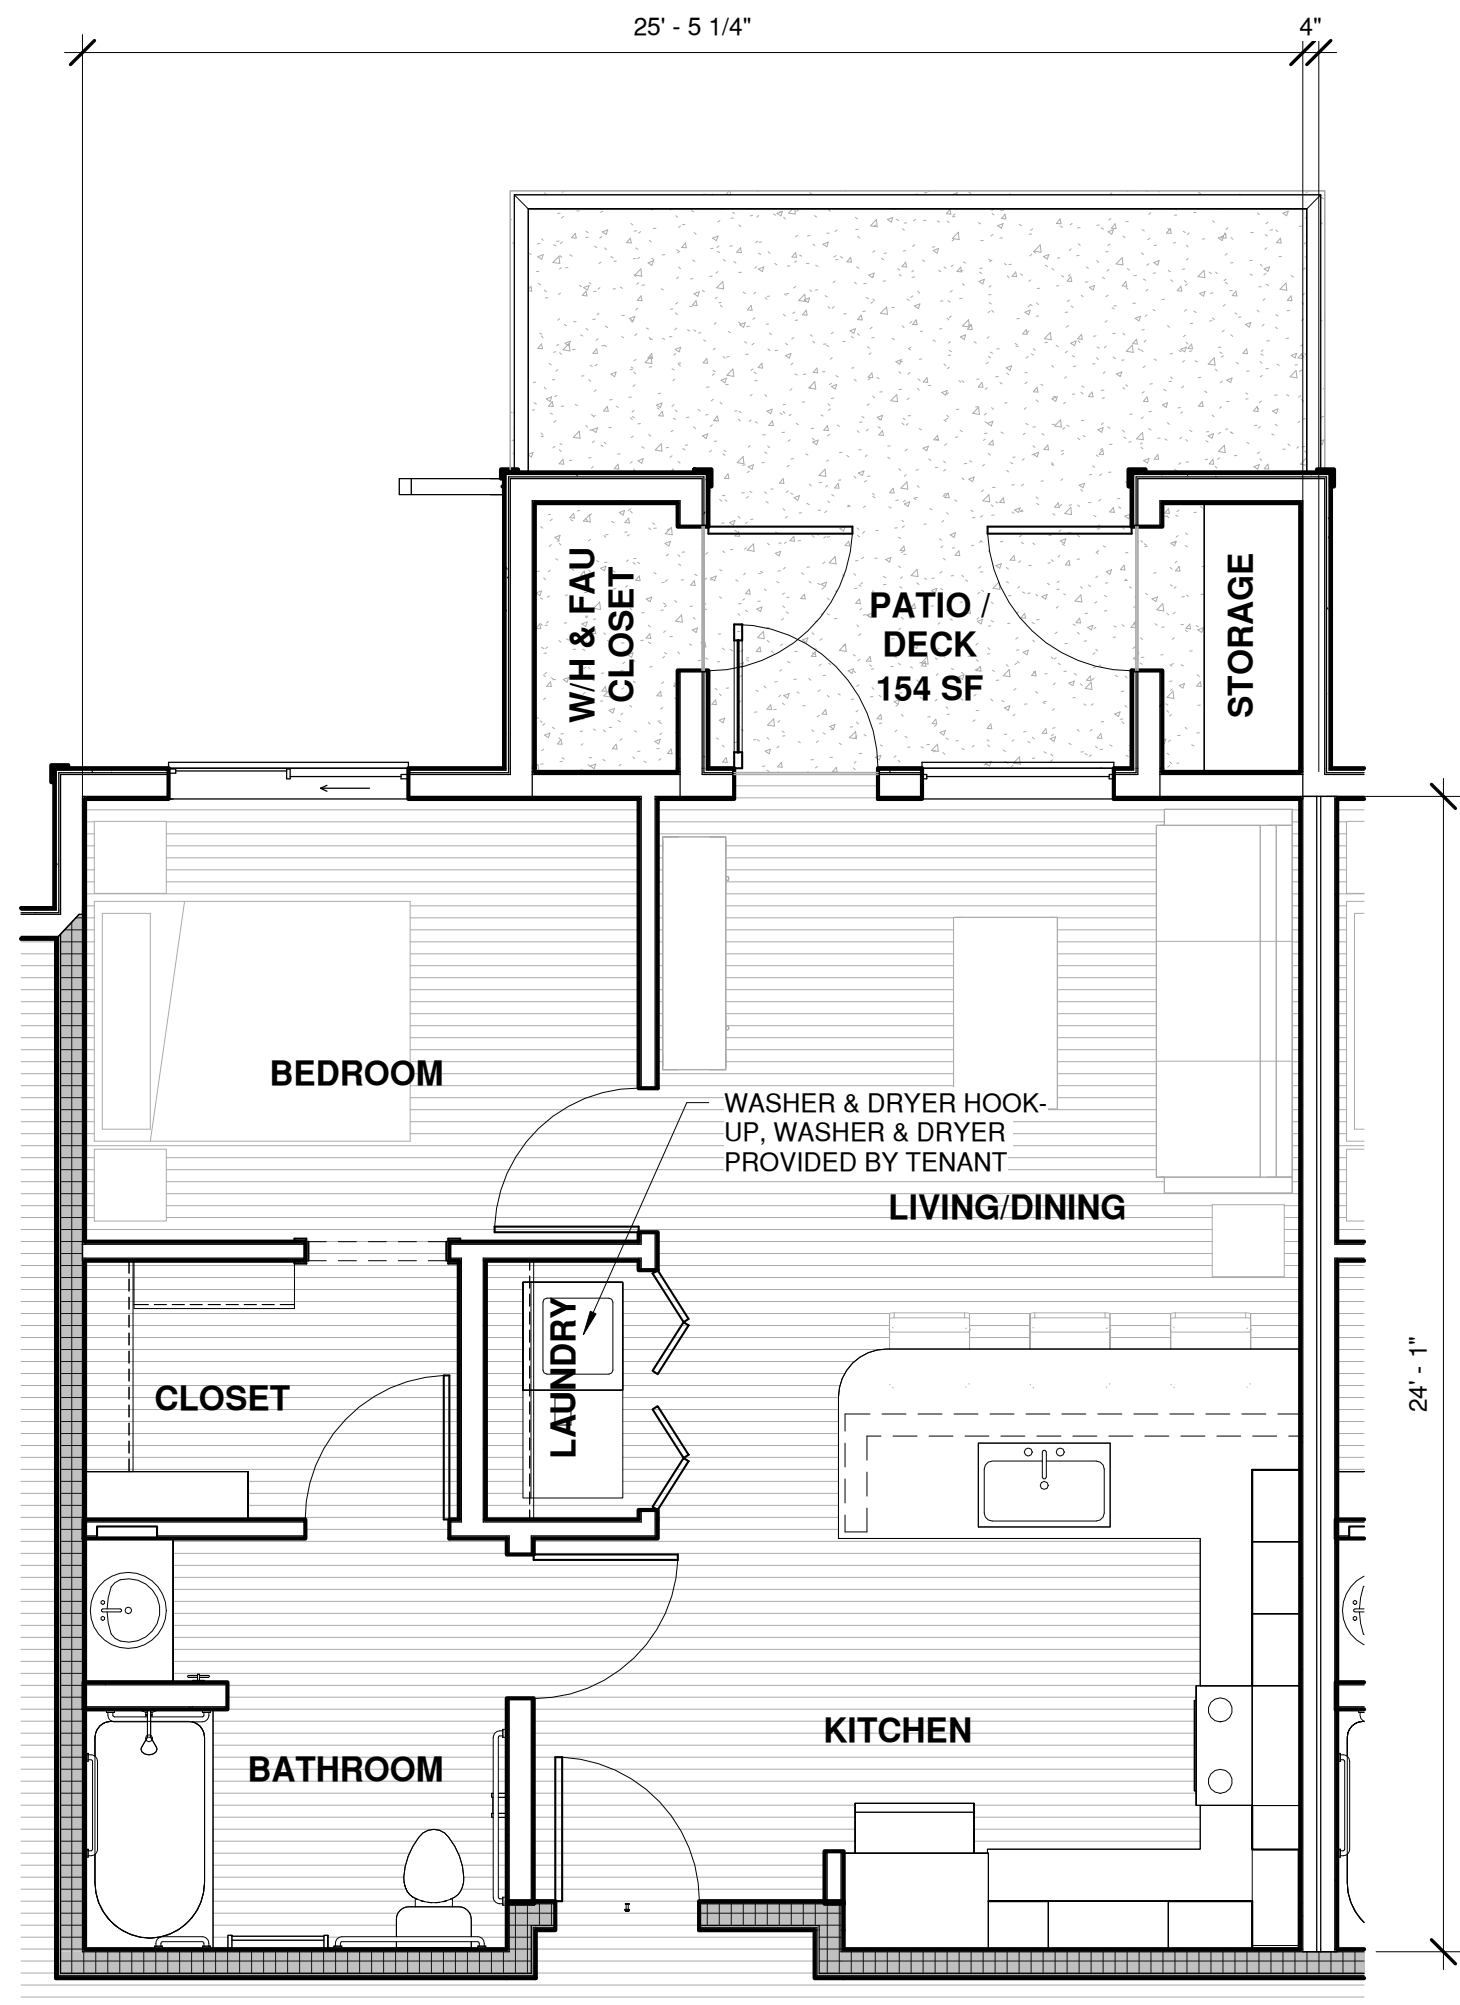 25' - 5 1/4"
4"
W/H & FAU
CLOSET
PATIO /
DECK
154 SF
STORAGE
BEDROOM
WASHER & DRYER HOOK-
UP, WASHER & DRYER
PROVIDED BY TENANT
LIVING/DINING
LAUNDRY
CLOSET
24' - 1"
KITCHEN
BATHROOM